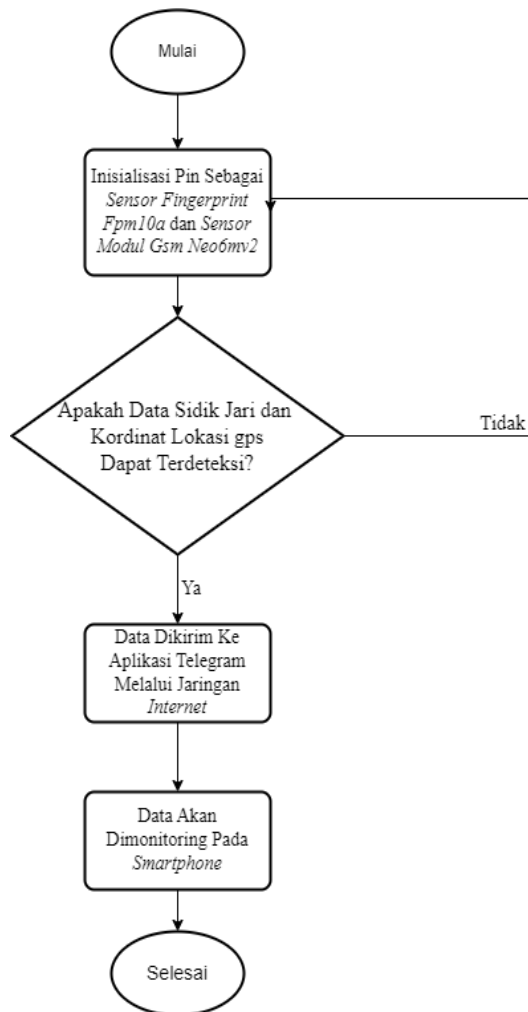 Mulai
Inisialisasi Pin Sebagai
Sensor Fingerprint
Fpm10a dan Sensor
Modul Gsm Neo6mv2
Apakah Data Sidik Jari dan
Kordinat Lokasi gps
Dapat Terdeteksi?
Tidak
Ya
Data Dikirim Ke
Aplikasi Telegram
Melalui Jaringan
Internet
Data Akan
Dimonitoring Pada
Smartphone
Selesai